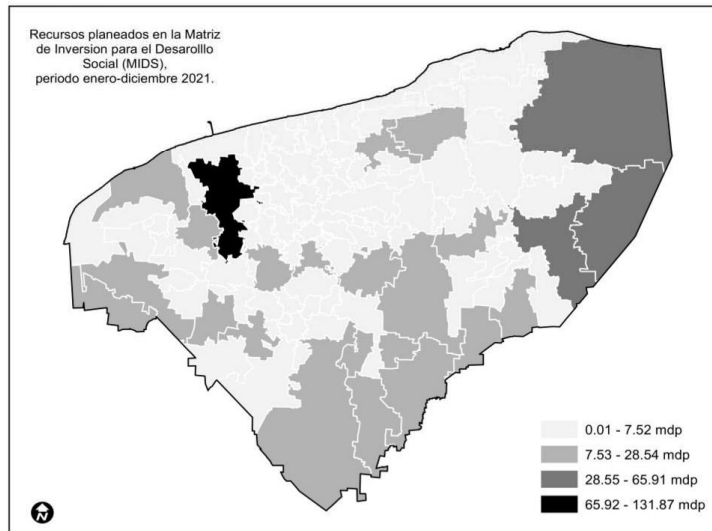 Recursos planeados en la Matriz
de Inversion para el Desarolllo
Social (MIDS),
periodo enero-diciembre 2021.
0.01 - 7.52 mdp
7.53 - 28.54 mdp
28.55 - 65.91 mdp
65.92 - 131.87 mdp
N